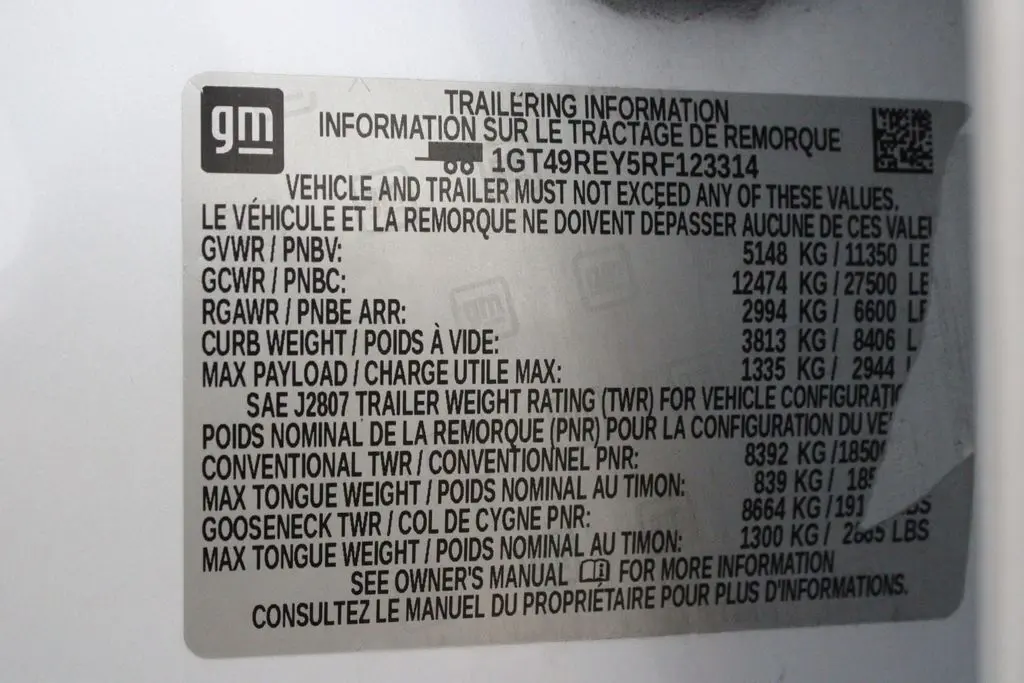 gm
TRAILERING INFORMATION
INFORMATION SUR LE TRACTAGE DE REMORQUE
1GT49REY5RF123314
VEHICLE AND TRAILER MUST NOT EXCEED ANY OF THESE VALUES.
LE VÉHICULE ET LA REMORQUE NE DOIVENT DÉPASSER AUCUNE DE CES
GVWR / PNBV: 5148 KG / 11350
GCWR / PNBC: 12474 KG / 27500
RGAWR / PNBE ARR: 2994 KG / 6600
CURB WEIGHT / POIDS À VIDE: 3813 KG / 8406
MAX PAYLOAD / CHARGE UTILE MAX: 1335 KG / 2944
SAE J2807 TRAILER WEIGHT RATING (TWR) FOR VEHICLE
POIDS NOMINAL DE LA REMORQUE (PNR) POUR LA CONFIGURATION DU
CONVENTIONAL TWR / CONVENTIONNEL PNR: 8392 KG /
MAX TONGUE WEIGHT / POIDS NOMINAL AU TIMON: 839 KG /
GOOSENECK TWR / COL DE CYGNE PNR: 8664 KG /
MAX TONGUE WEIGHT / POIDS NOMINAL AU TIMON: 1300 KG / LBS
SEE OWNER'S MANUAL FOR MORE INFORMATION
CONSULTEZ LE MANUEL DU PROPRIÉTAIRE POUR PLUS D'INFORMATIONS.